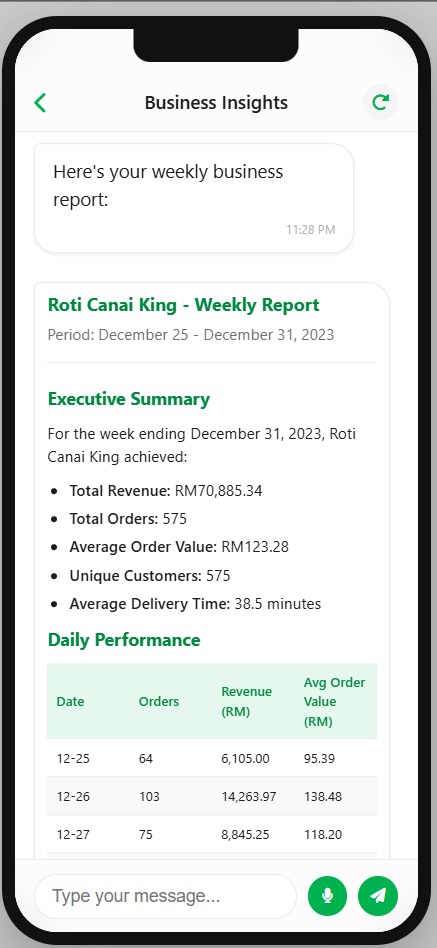 Business Insights
Here's your weekly business
report:
11:28 PM
Roti Canai King - Weekly Report
Period: December 25 - December 31, 2023
Executive Summary
For the week ending December 31, 2023, Roti
Canai King achieved:
• Total Revenue: RM70,885.34
• Total Orders: 575
• Average Order Value: RM123.28
• Unique Customers: 575
• Average Delivery Time: 38.5 minutes
Daily Performance
Date Orders Revenue (RM) Avg Order Value (RM)
12-25 64 6,105.00 95.39
12-26 103 14,263.97 138.48
12-27 75 8,845.25 118.20
Type your message...